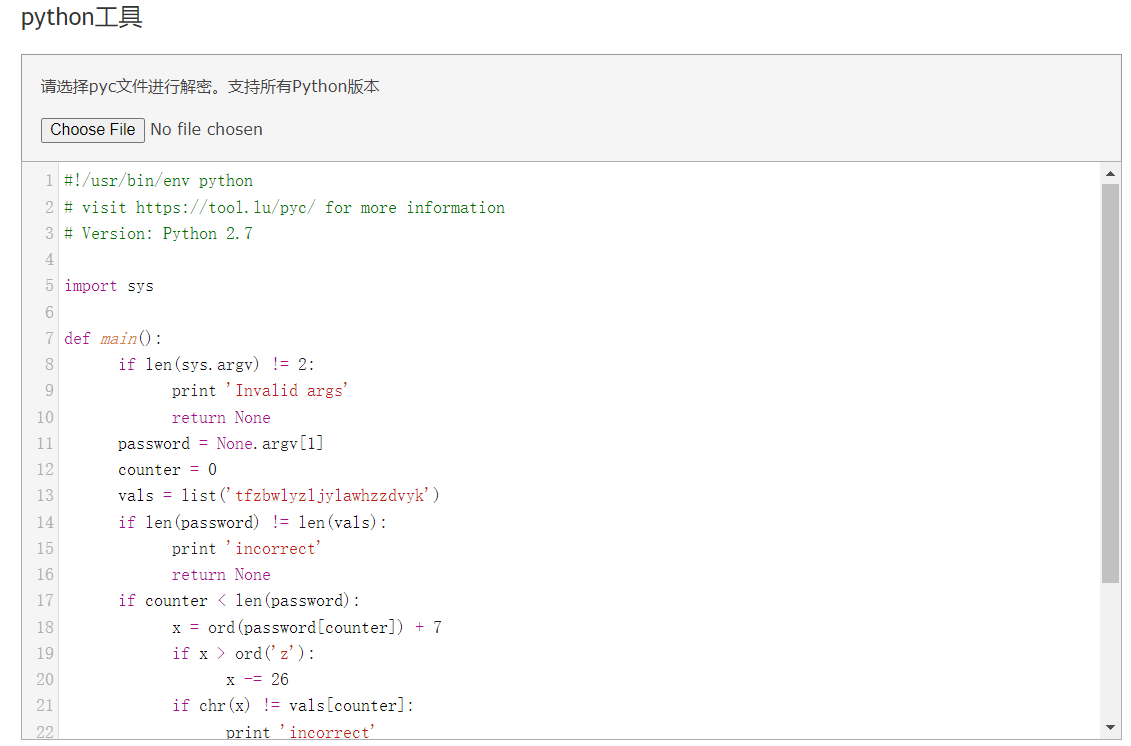 python工具
请选择pyc文件进行解密。支持所有Python版本
Choose File No file chosen
1 #!/usr/bin/env python
2 # visit https://tool.lu/pyc/ for more information
3 # Version: Python 2.7
4
5 import sys
6
7 def main():
8 if len(sys.argv) != 2:
9 print 'Invalid args'
10 return None
11 password = None.argv[1]
12 counter = 0
13 vals = list('tfzbwlyzljylawhzzdvyk')
14 if len(password) != len(vals):
15 print 'incorrect'
16 return None
17 if counter < len(password):
18 x = ord(password[counter]) + 7
19 if x > ord('z'):
20 x -= 26
21 if chr(x) != vals[counter]:
22 print 'incorrect'